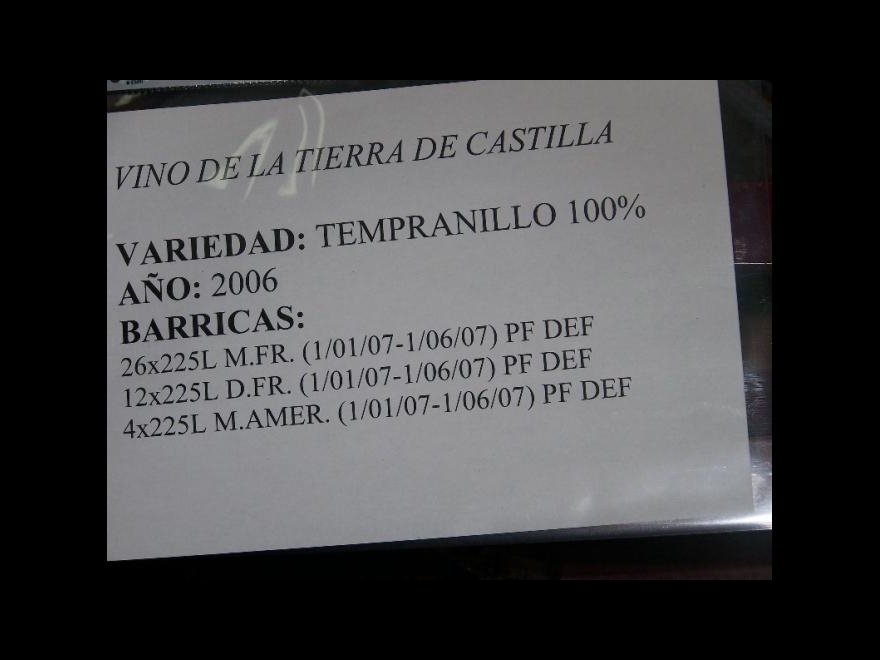 VINO DE LA TIERRA DE CASTILLA
VARIEDAD: TEMPRANILLO 100%
AÑO: 2006
BARRICAS:
26x225L M.FR. (1/01/07-1/06/07) PF DEF
12x225L D.FR. (1/01/07-1/06/07) PF DEF
4x225L M.AMER. (1/01/07-1/06/07) PF DEF